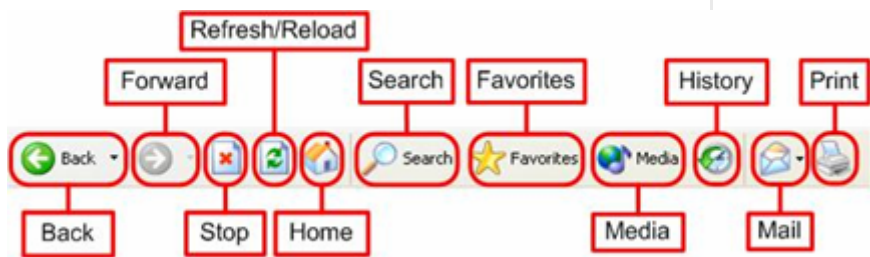 Refresh/Reload
Forward Search Favorites History Print
Back Search Favorites Media
Back Stop Home Media Mail